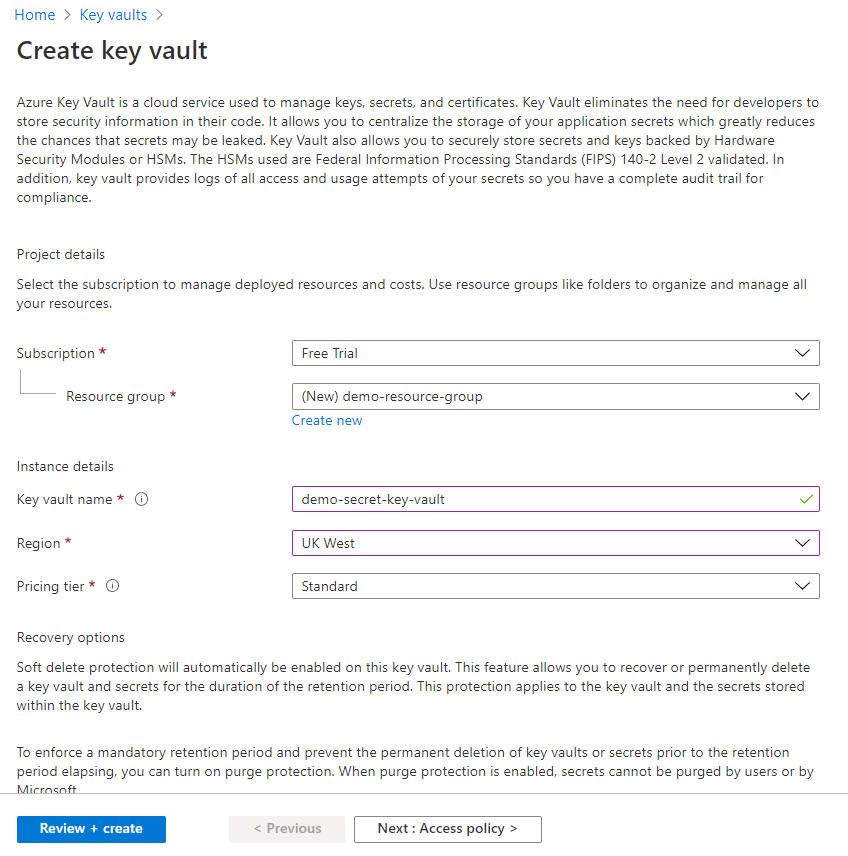 Home > Key vaults >
Create key vault
Azure Key Vault is a cloud service used to manage keys, secrets, and certificates. Key Vault eliminates the need for developers to
store security information in their code. It allows you to centralize the storage of your application secrets which greatly reduces
the chances that secrets may be leaked. Key Vault also allows you to securely store secrets and keys backed by Hardware
Security Modules or HSMs. The HSMs used are Federal Information Processing Standards (FIPS) 140-2 Level 2 validated. In
addition, key vault provides logs of all access and usage attempts of your secrets so you have a complete audit trail for
compliance.
Project details
Select the subscription to manage deployed resources and costs. Use resource groups like folders to organize and manage all
your resources.
Subscription * Free Trial
Resource group * (New) demo-resource-group
Create new
Instance details
Key vault name * demo-secret-key-vault
Region * UK West
Pricing tier * Standard
Recovery options
Soft delete protection will automatically be enabled on this key vault. This feature allows you to recover or permanently delete
a key vault and secrets for the duration of the retention period. This protection applies to the key vault and the secrets stored
within the key vault.
To enforce a mandatory retention period and prevent the permanent deletion of key vaults or secrets prior to the retention
period elapsing, you can turn on purge protection. When purge protection is enabled, secrets cannot be purged by users or by
Microsoft.
Review + create < Previous Next : Access policy >